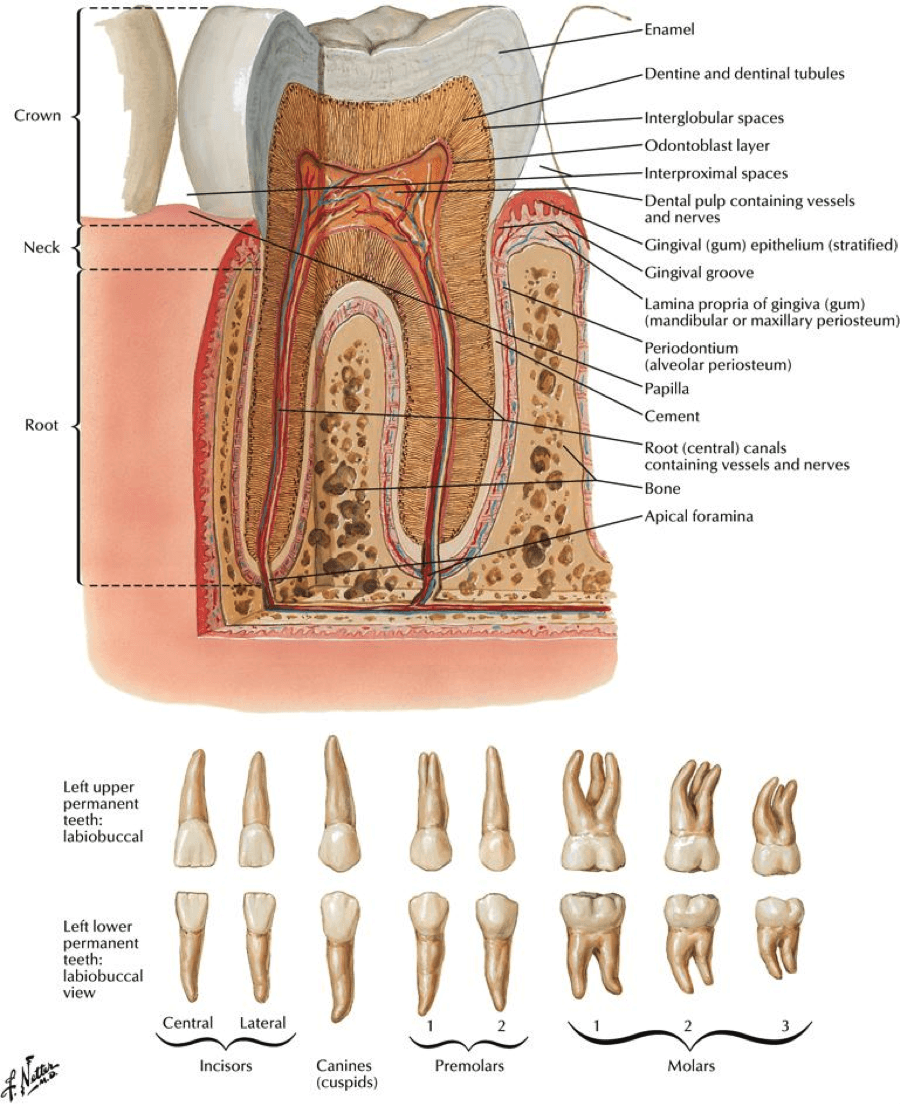 Crown
Neck
Root
Enamel
Dentine and dentinal tubules
Interglobular spaces
Odontoblast layer
Interproximal spaces
Dental pulp containing vessels
and nerves
Gingival (gum) epithelium (stratified)
Gingival groove
Lamina propria of gingiva (gum)
(mandibular or maxillary periosteum)
Periodontium
(alveolar periosteum)
Papilla
Cement
Root (central) canals
containing vessels and nerves
Bone
Apical foramina
Left upper
permanent
teeth:
labiobuccal
Left lower
permanent
teeth:
labiobuccal
view
Central Lateral
1 2
1 2 3
Incisors
Canines
(cuspids)
Premolars
Molars
F. Netter
M.D.